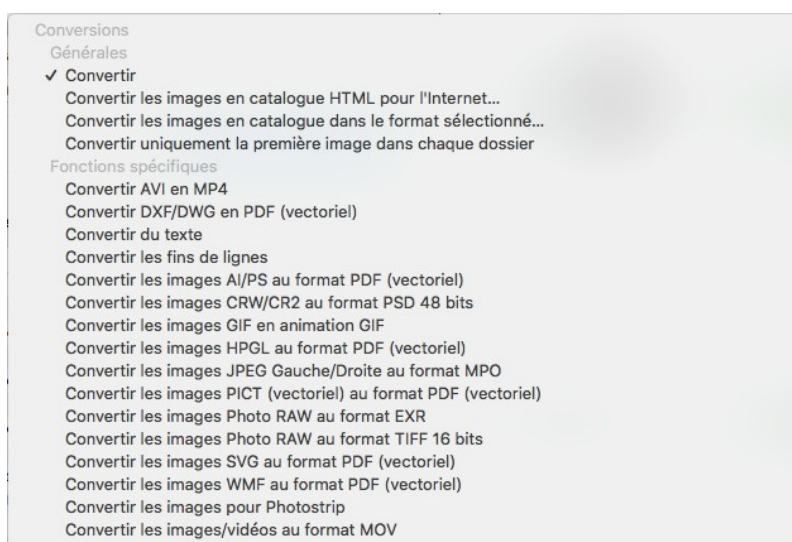 Conversions
Générales
✓ Convertir
Convertir les images en catalogue HTML pour l'Internet...
Convertir les images en catalogue dans le format sélectionné...
Convertir uniquement la première image dans chaque dossier
Fonctions spécifiques
Convertir AVI en MP4
Convertir DXF/DWG en PDF (vectoriel)
Convertir du texte
Convertir les fins de lignes
Convertir les images AI/PS au format PDF (vectoriel)
Convertir les images CRW/CR2 au format PSD 48 bits
Convertir les images GIF en animation GIF
Convertir les images HPGL au format PDF (vectoriel)
Convertir les images JPEG Gauche/Droite au format MPO
Convertir les images PICT (vectoriel) au format PDF (vectoriel)
Convertir les images Photo RAW au format EXR
Convertir les images Photo RAW au format TIFF 16 bits
Convertir les images SVG au format PDF (vectoriel)
Convertir les images WMF au format PDF (vectoriel)
Convertir les images pour Photostrip
Convertir les images/vidéos au format MOV